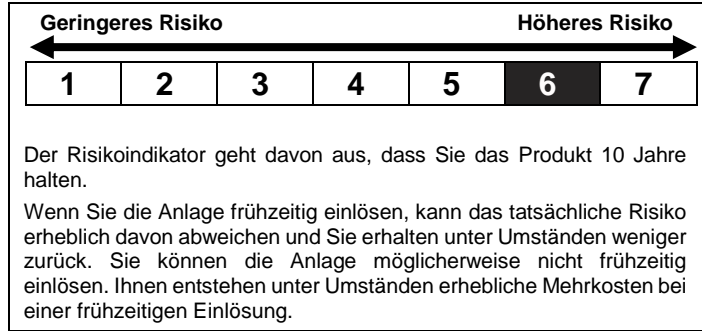 Geringeres Risiko Höheres Risiko
1 2 3 4 5 6 7
Der Risikoindikator geht davon aus, dass Sie das Produkt 10 Jahre
halten.
Wenn Sie die Anlage frühzeitig einlösen, kann das tatsächliche Risiko
erheblich davon abweichen und Sie erhalten unter Umständen weniger
zurück. Sie können die Anlage möglicherweise nicht frühzeitig
einlösen. Ihnen entstehen unter Umständen erhebliche Mehrkosten bei
einer frühzeitigen Einlösung.